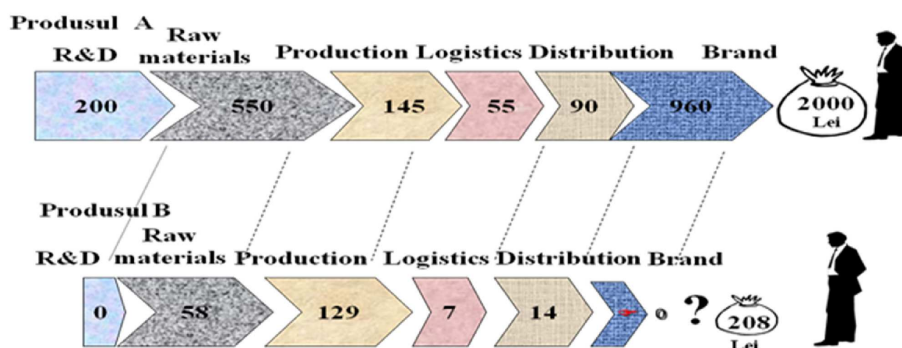 Produsul A
R&D Raw materials Production Logistics Distribution Brand
200 550 145 55 90 960 2000 Lei
Produsul B
R&D Raw materials Production Logistics Distribution Brand
0 58 129 7 14 0 ? 208 Lei